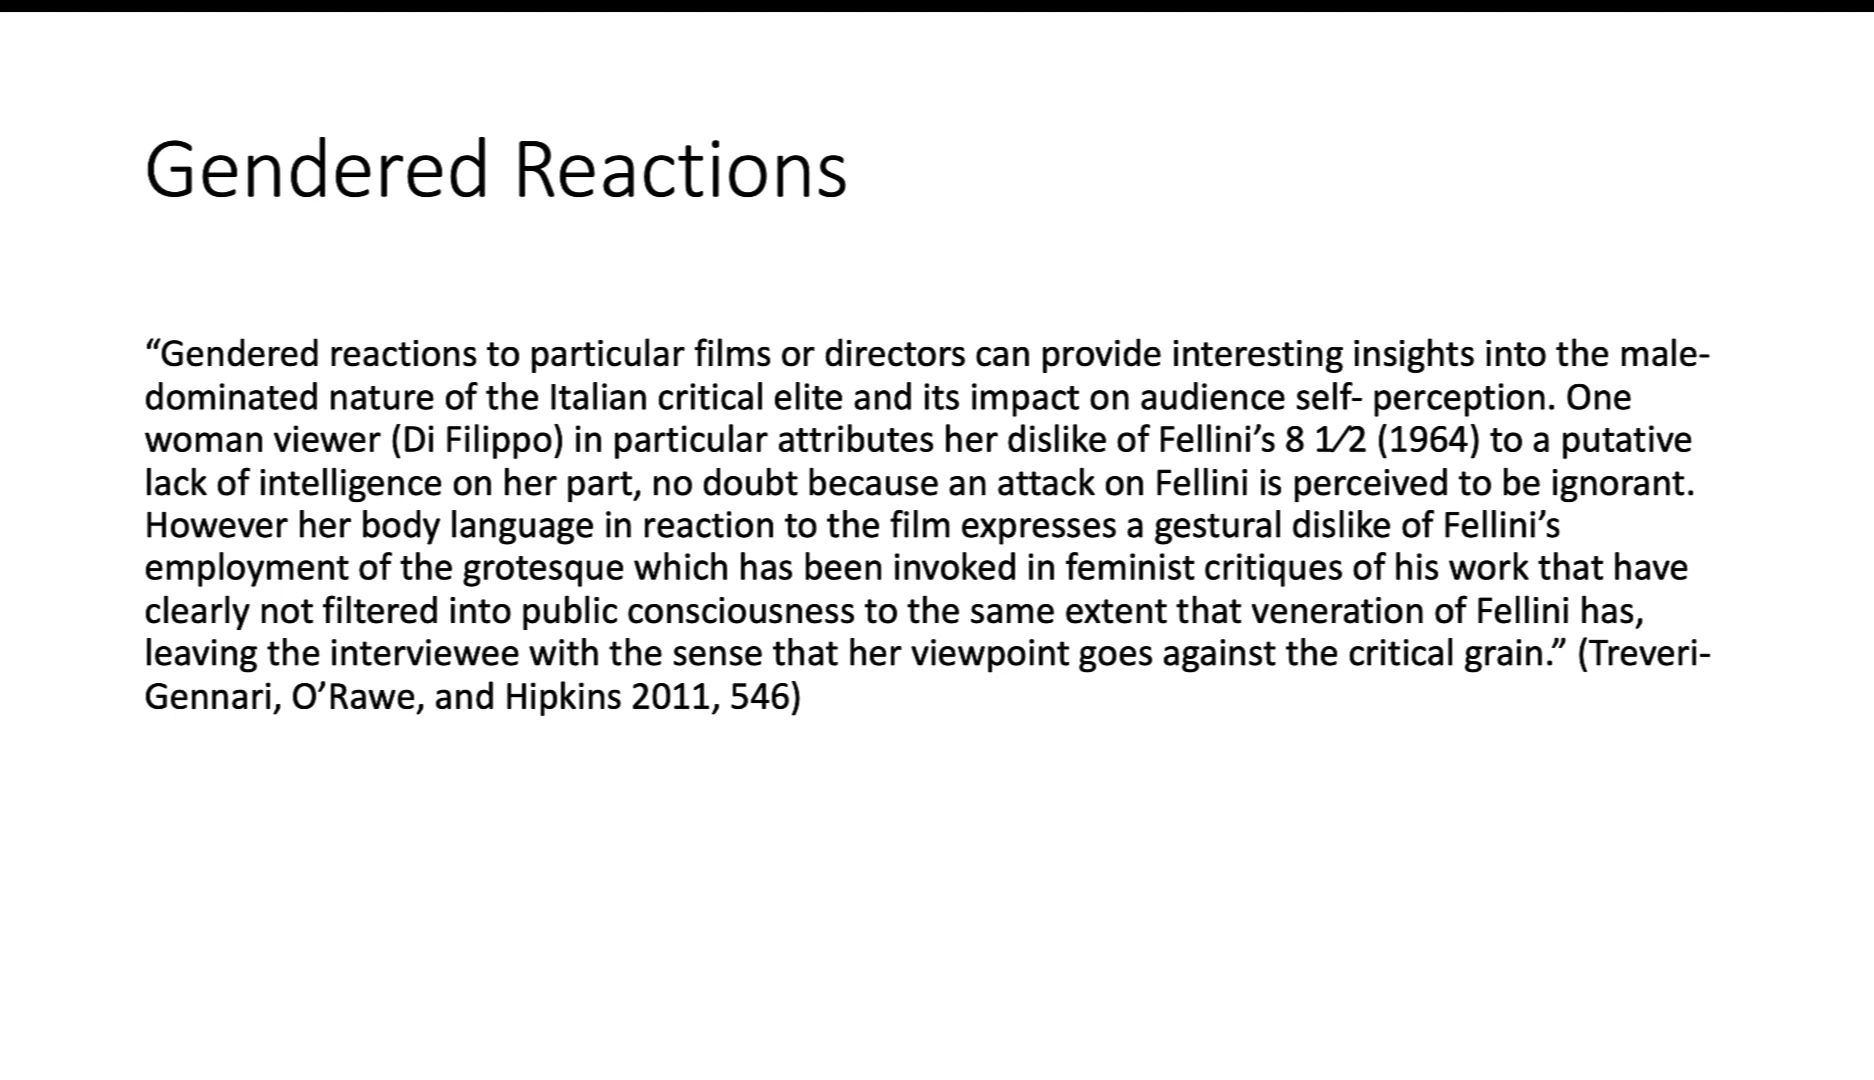 Gendered Reactions
“Gendered reactions to particular films or directors can provide interesting insights into the male-
dominated nature of the Italian critical elite and its impact on audience self- perception. One
woman viewer (Di Filippo) in particular attributes her dislike of Fellini’s 8 1⁄2 (1964) to a putative
lack of intelligence on her part, no doubt because an attack on Fellini is perceived to be ignorant.
However her body language in reaction to the film expresses a gestural dislike of Fellini’s
employment of the grotesque which has been invoked in feminist critiques of his work that have
clearly not filtered into public consciousness to the same extent that veneration of Fellini has,
leaving the interviewee with the sense that her viewpoint goes against the critical grain.” (Treveri-
Gennari, O’Rawe, and Hipkins 2011, 546)